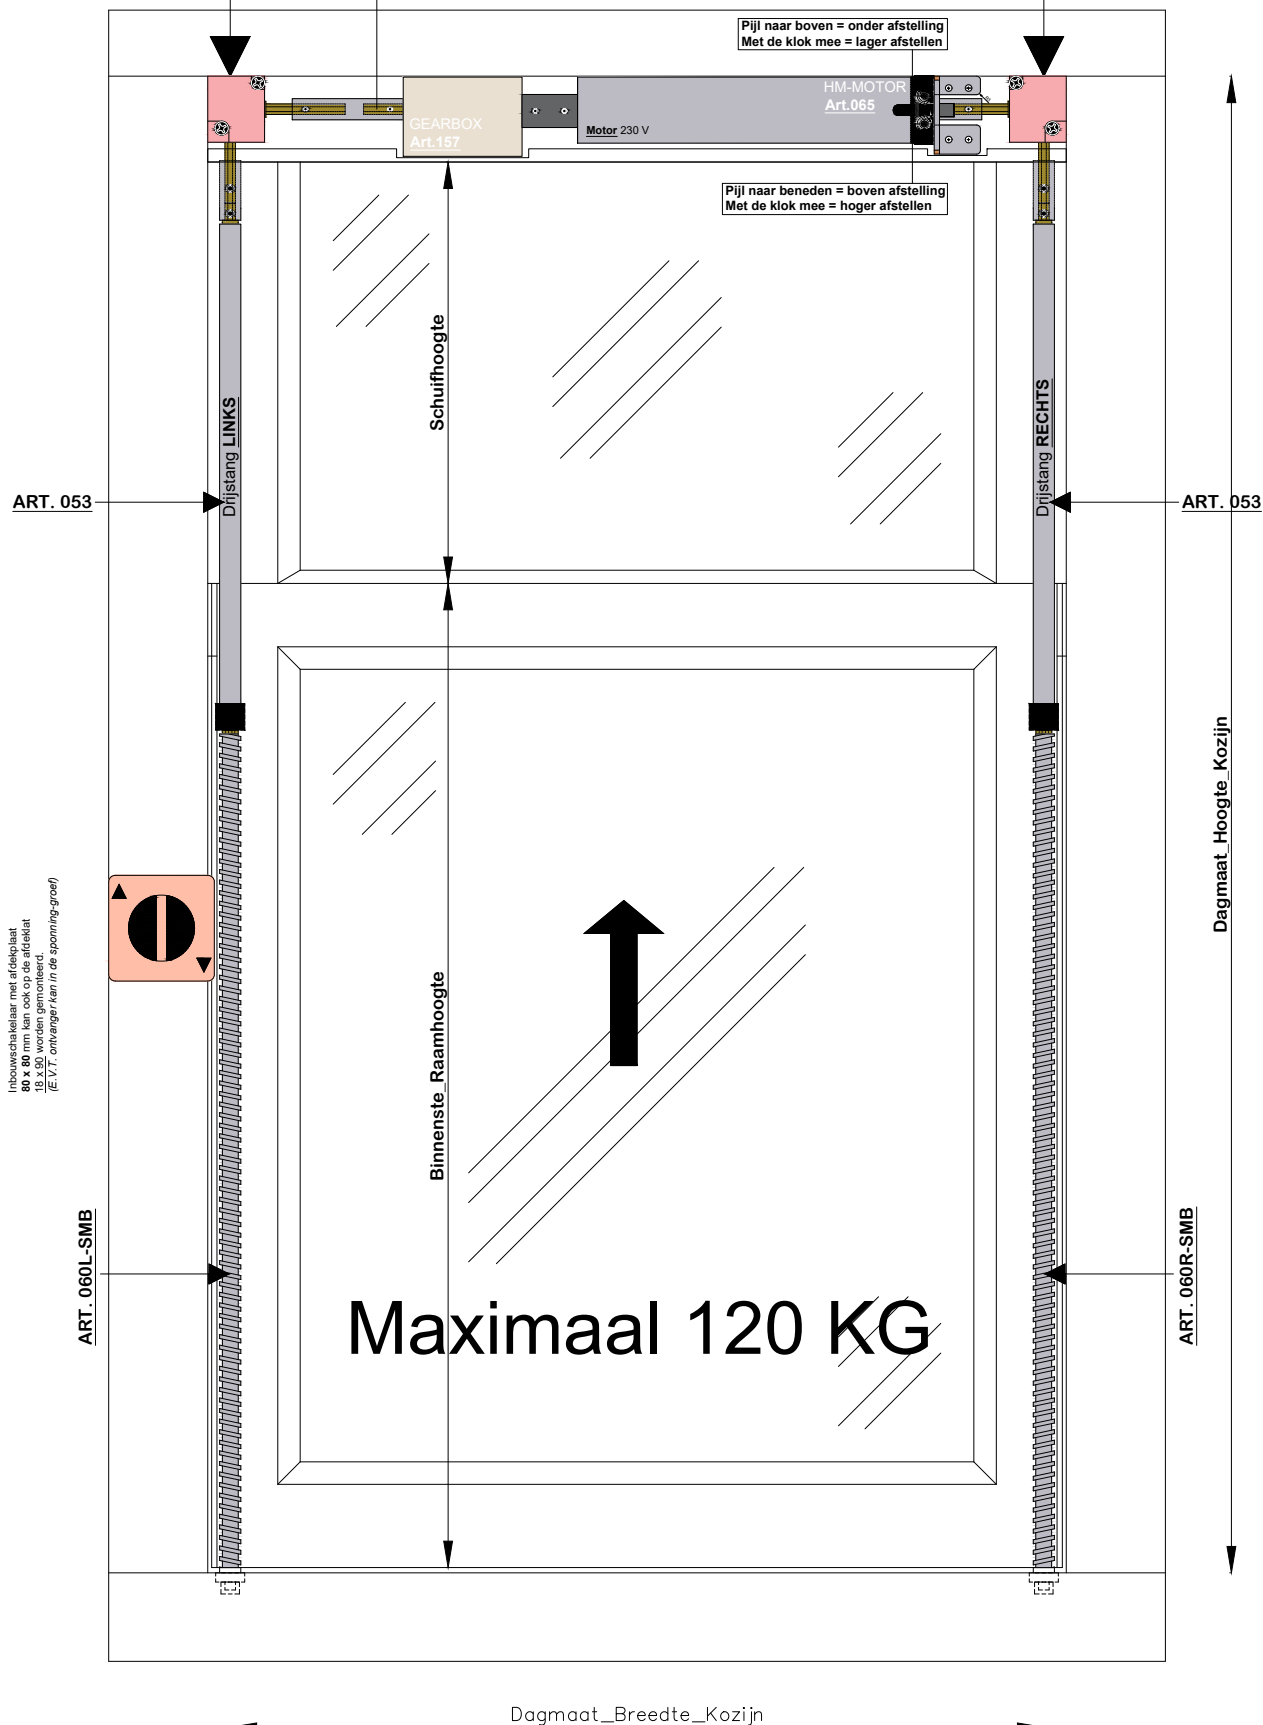 Pijl naar boven = onder afstelling
Met de klok mee = lager afstellen
HM-MOTOR
Art.065
GEARBOX
Art.157
Motor 230 V
Pijl naar beneden = boven afstelling
Met de klok mee = hoger afstellen
Schuifhoogte
Drijstang LINKS
Drijstang RECHTS
ART. 053
ART. 053
Dagmaat_Hoogte_Kozijn
Inbouwschakelaar met afdekplaat
80 x 80 mm kan ook op de afdeklat
18 x 90 worden gemonteerd.
(E.V.T. ontvanger kan in de sponning-groef)
Binnenste_Raamhoogte
ART. 060L-SMB
ART. 060R-SMB
Maximaal 120 KG
Dagmaat_Breedte_Kozijn